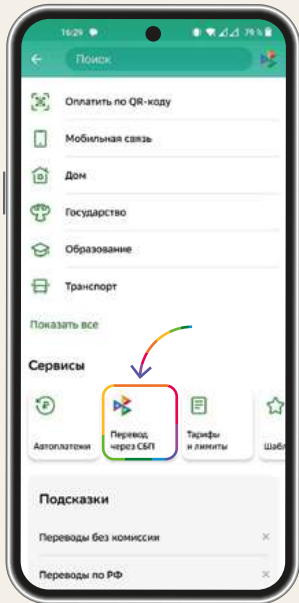 16:29
79 %
Поиск
Оплатить по QR-коду
Мобильная связь
Дом
Государство
Образование
Транспорт
Показать все
Сервисы
Автоплатежи
Перевод
через СБП
Тарифы
и лимиты
Шабл
Подсказки
Переводы без комиссии
Переводы по РФ